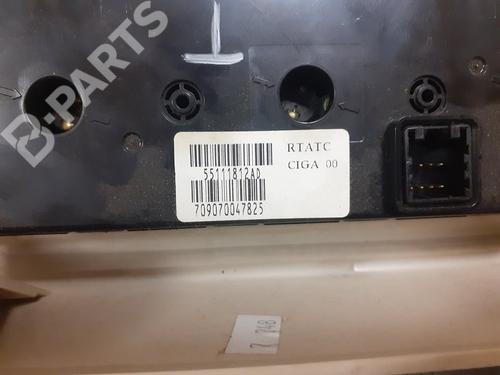 B-PARTS
RTATC
55111812AD
CIGA 00
709070047825